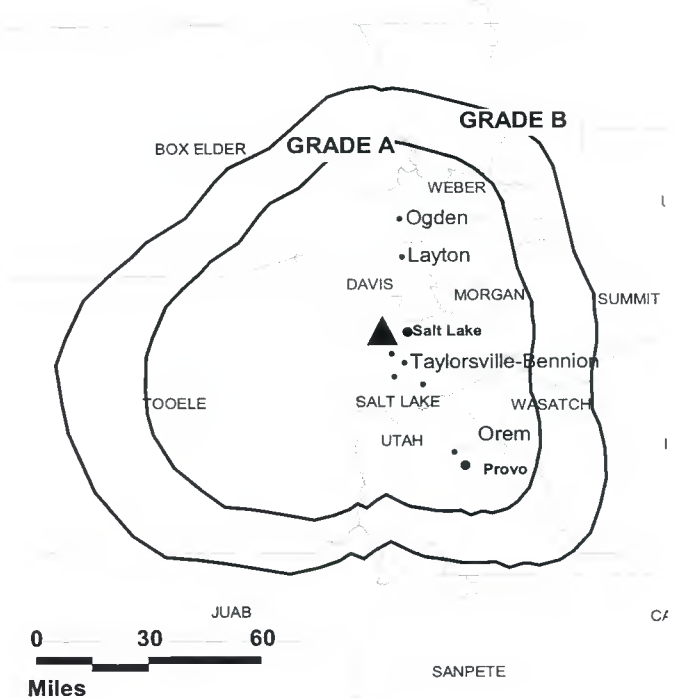 GRADE B
GRADE A
BOX ELDER
WEBER
Ogden
Layton
DAVIS
MORGAN
SUMMIT
Salt Lake
Taylorsville-Bennion
TOOELE
SALT LAKE
WASATCH
Orem
UTAH
Provo
JUAB
CA
0 30 60
Miles
SANPETE